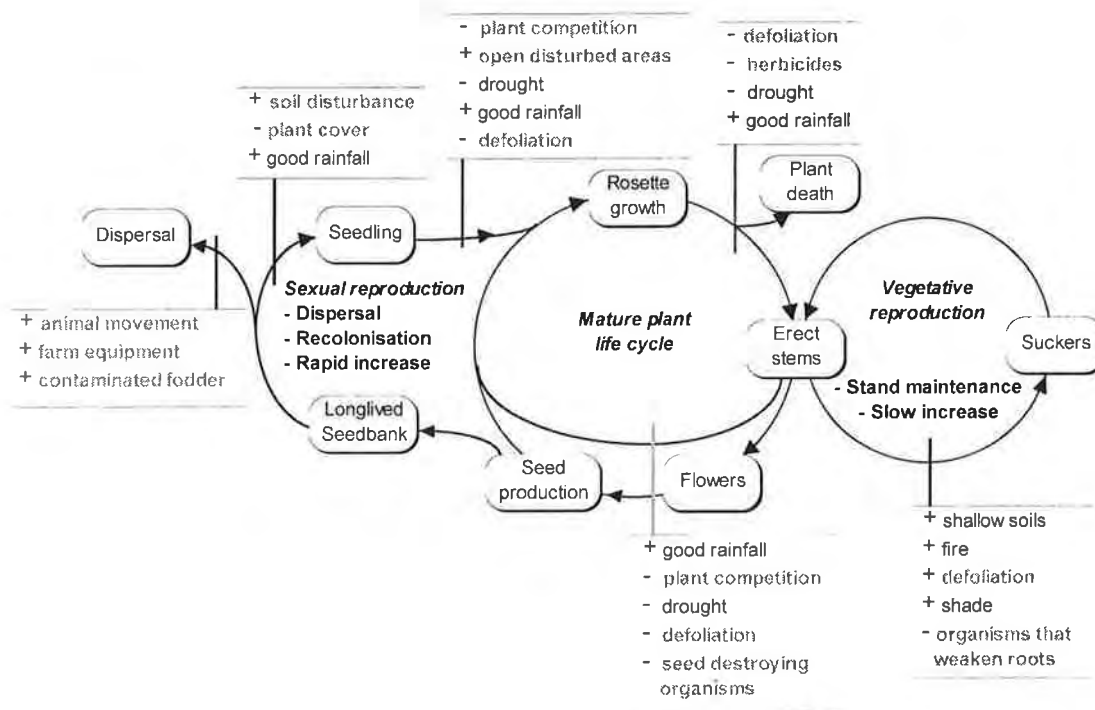 - plant competition
+ open disturbed areas
- drought
+ good rainfall
- defoliation
- defoliation
- herbicides
- drought
+ good rainfall
+ soil disturbance
- plant cover
+ good rainfall
Dispersal
Seedling
Rosette
growth
Plant
death
+ animal movement
+ farm equipment
+ contaminated fodder
Sexual reproduction
- Dispersal
- Recolonisation
- Rapid increase
Mature plant
life cycle
Erect
stems
Vegetative
reproduction
Suckers
- Stand maintenance
- Slow increase
Longlived
Seedbank
Seed
production
Flowers
+ good rainfall
- plant competition
- drought
- defoliation
- seed destroying
organisms
+ shallow soils
+ fire
+ defoliation
+ shade
- organisms that
weaken roots